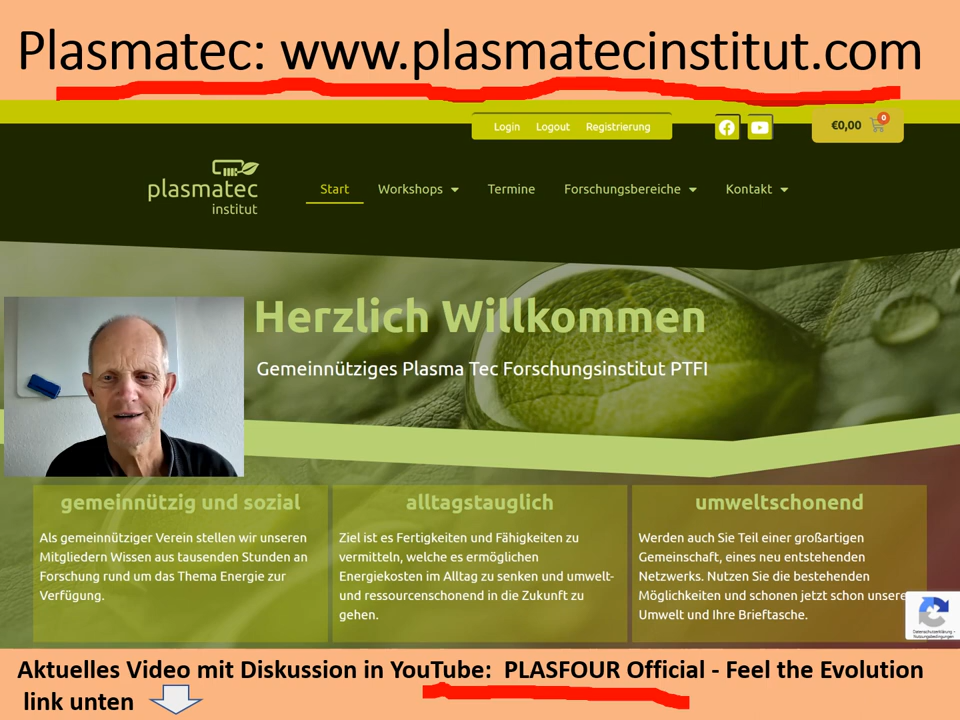 Plasmatec: www.plasmatecinstitut.com
Login Logout Registrierung
€0,00 0
plasmatec
institut
Start Workshops Termine Forschungsbereiche Kontakt
Herzlich Willkommen
Gemeinnütziges Plasma Tec Forschungsinstitut PTFI
gemeinnützig und sozial
Als gemeinnütziger Verein stellen wir unseren
Mitgliedern Wissen aus tausenden Stunden an
Forschung rund um das Thema Energie zur
Verfügung.
alltagstauglich
Ziel ist es Fertigkeiten und Fähigkeiten zu
vermitteln, welche es ermöglichen
Energiekosten im Alltag zu senken und umwelt-
und ressourcenschonend in die Zukunft zu
gehen.
umweltschonend
Werden auch Sie Teil einer großartigen
Gemeinschaft, eines neu entstehenden
Netzwerks. Nutzen Sie die bestehenden
Möglichkeiten und schonen jetzt schon unsere
Umwelt und Ihre Brieftasche.
Datenschutzerklärung -
Nutzungsbedingungen
Aktuelles Video mit Diskussion in YouTube: PLASFOUR Official - Feel the Evolution
link unten